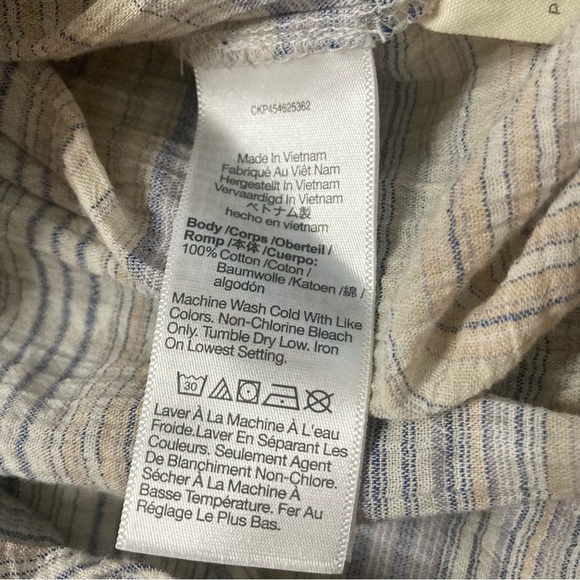 P
CKP454625362
Made In Vietnam
Fabriqué Au Viêt Nam
Hergestellt In Vietnam
Vervaardigd In Vietnam
ベトナム製
hecho en vietnam
Body /Corps /Oberteil /
Romp /本体 /Cuerpo:
100% Cotton /Coton /
Baumwolle /Katoen /綿 /
algodón
Machine Wash Cold With Like
Colors. Non-Chlorine Bleach
Only. Tumble Dry Low. Iron
On Lowest Setting.
30
Laver À La Machine À L'eau
Froide.Laver En Séparant Les
Couleurs. Seulement Agent
De Blanchiment Non-Chlore.
Sécher À La Machine À
Basse Température. Fer Au
Réglage Le Plus Bas.